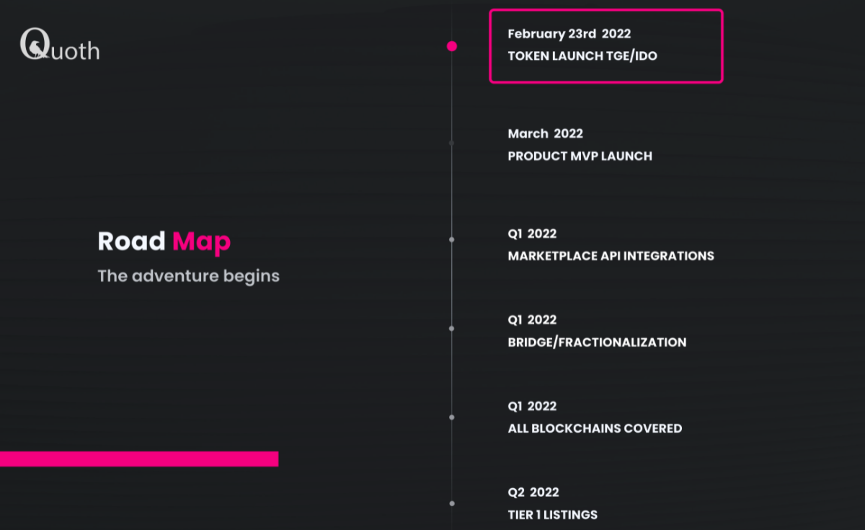 Quoth
Road Map
The adventure begins
February 23rd 2022
TOKEN LAUNCH TGE/IDO
March 2022
PRODUCT MVP LAUNCH
Q1 2022
MARKETPLACE API INTEGRATIONS
Q1 2022
BRIDGE/FRACTIONALIZATION
Q1 2022
ALL BLOCKCHAINS COVERED
Q2 2022
TIER 1 LISTINGS